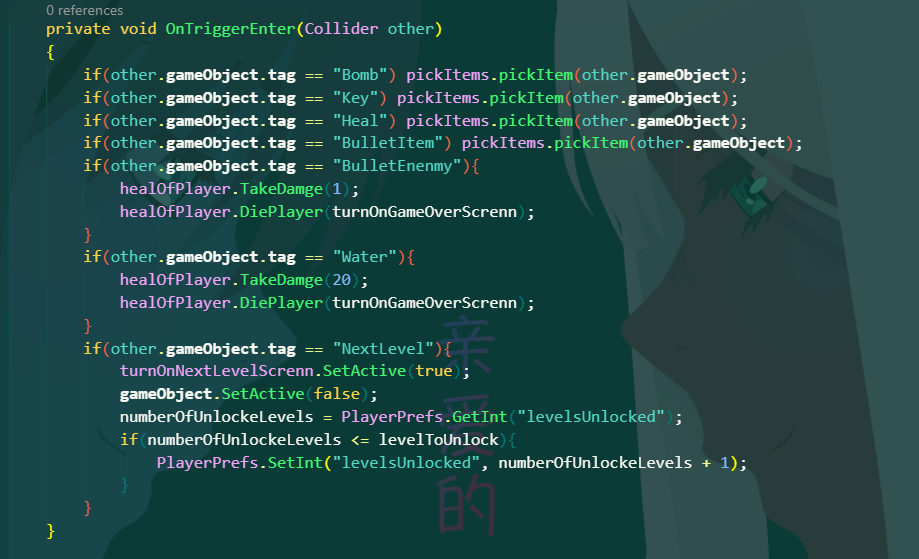 0 references
private void OnTriggerEnter(Collider other)
{
if(other.gameObject.tag == "Bomb") pickItems.pickItem(other.gameObject);
if(other.gameObject.tag == "Key") pickItems.pickItem(other.gameObject);
if(other.gameObject.tag == "Heal") pickItems.pickItem(other.gameObject);
if(other.gameObject.tag == "BulletItem") pickItems.pickItem(other.gameObject);
if(other.gameObject.tag == "BulletEnenmy"){
healOfPlayer.TakeDamge(1);
healOfPlayer.DiePlayer(turnOnGameOverScrenn);
}
if(other.gameObject.tag == "Water"){
healOfPlayer.TakeDamge(20);
healOfPlayer.DiePlayer(turnOnGameOverScrenn);
}
if(other.gameObject.tag == "NextLevel"){
turnOnNextLevelScrenn.SetActive(true);
gameObject.SetActive(false);
numberOfUnlockeLevels = PlayerPrefs.GetInt("levelsUnlocked");
if(numberOfUnlockeLevels <= levelToUnlock){
PlayerPrefs.SetInt("levelsUnlocked", numberOfUnlockeLevels + 1);
}
}
}
亲爱的